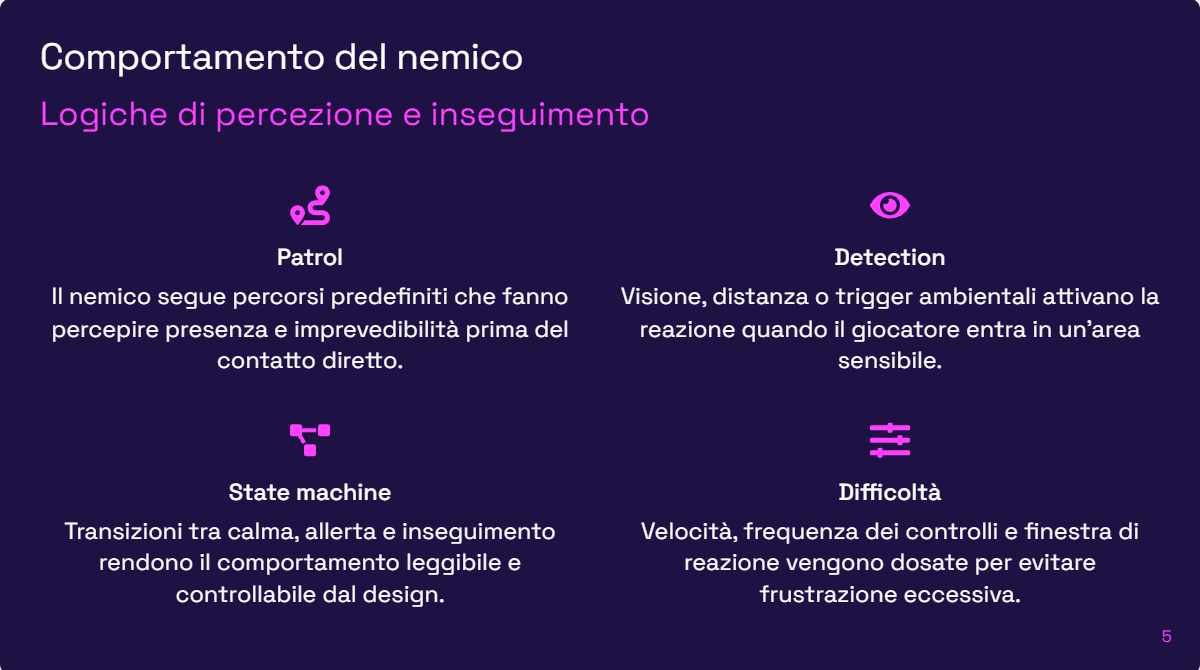 Comportamento del nemico
Logiche di percezione e inseguimento
Patrol
Il nemico segue percorsi predefiniti che fanno
percepire presenza e imprevedibilità prima del
contatto diretto.
Detection
Visione, distanza o trigger ambientali attivano la
reazione quando il giocatore entra in un’area
sensibile.
State machine
Transizioni tra calma, allerta e inseguimento
rendono il comportamento leggibile e
controllabile dal design.
Difficoltà
Velocità, frequenza dei controlli e finestra di
reazione vengono dosate per evitare
frustrazione eccessiva.
5